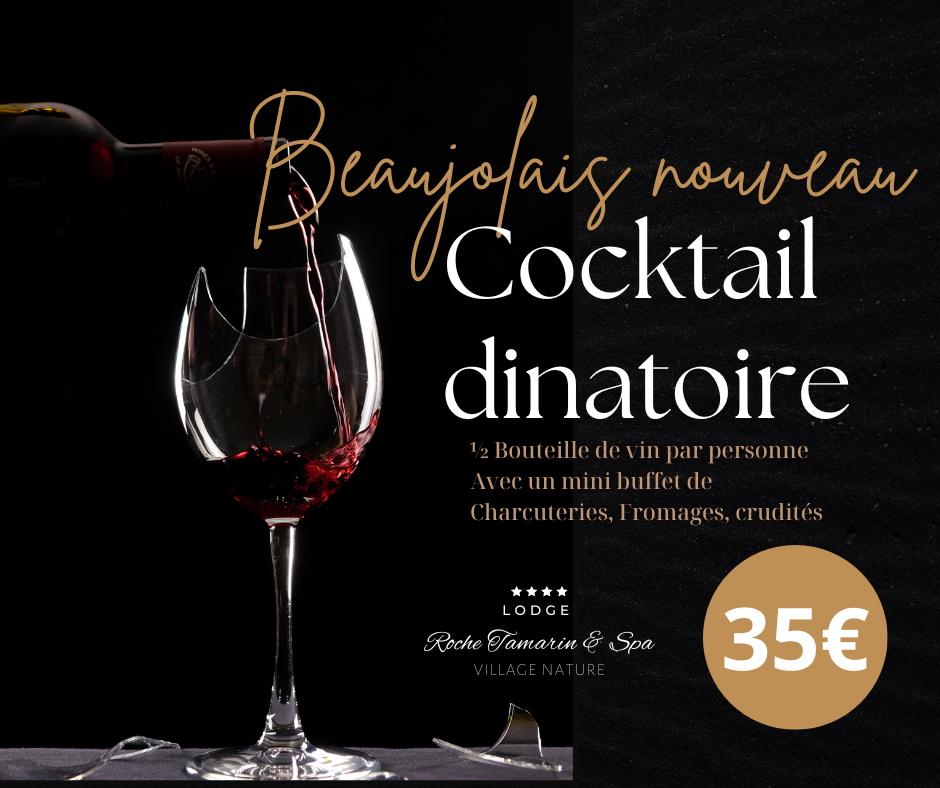 Beaujolais nouveau
Cocktail
dinatoire
½ Bouteille de vin par personne
Avec un mini buffet de
Charcuteries, Fromages, crudités
LODGE
Roche Tamarin & Spa
VILLAGE NATURE
35€